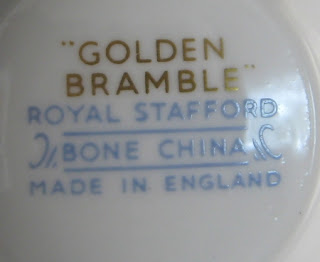 "GOLDEN
BRAMBLE"
ROYAL STAFFORD
BONE CHINA
MADE IN ENGLAND